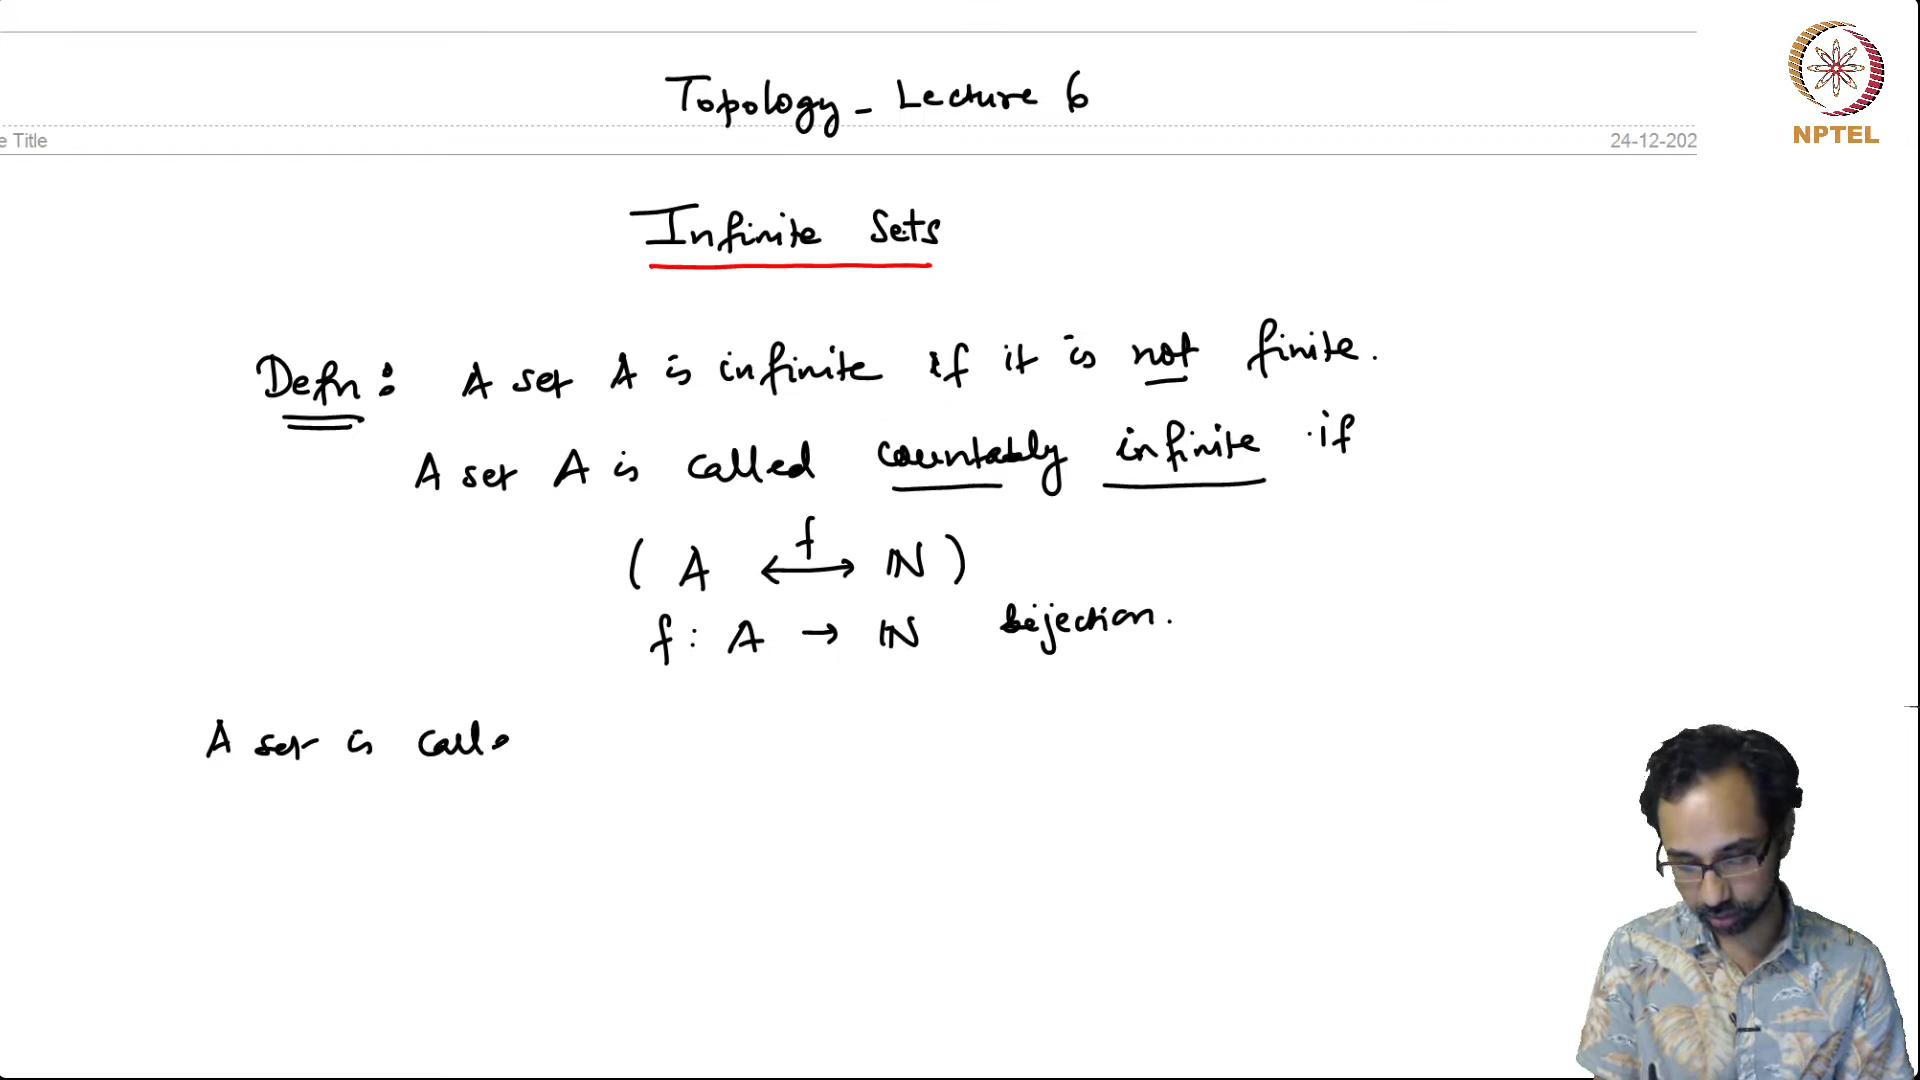 Topology - Lecture 6
NPTEL
e Title
24-12-202
Infinite Sets
Defn: A set A is infinite if it is not finite.
A set A is called countably infinite if
( A ⟷ f ℕ )
f: A → ℕ bijection.
A set is calle